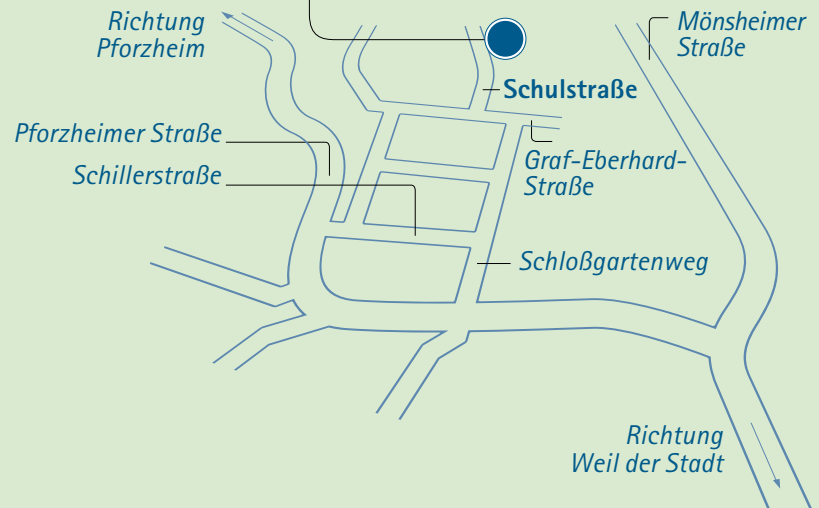 Richtung
Pforzheim
Mönsheimer
Straße
Schulstraße
Pforzheimer Straße
Graf-Eberhard-
Straße
Schillerstraße
Schloßgartenweg
Richtung
Weil der Stadt